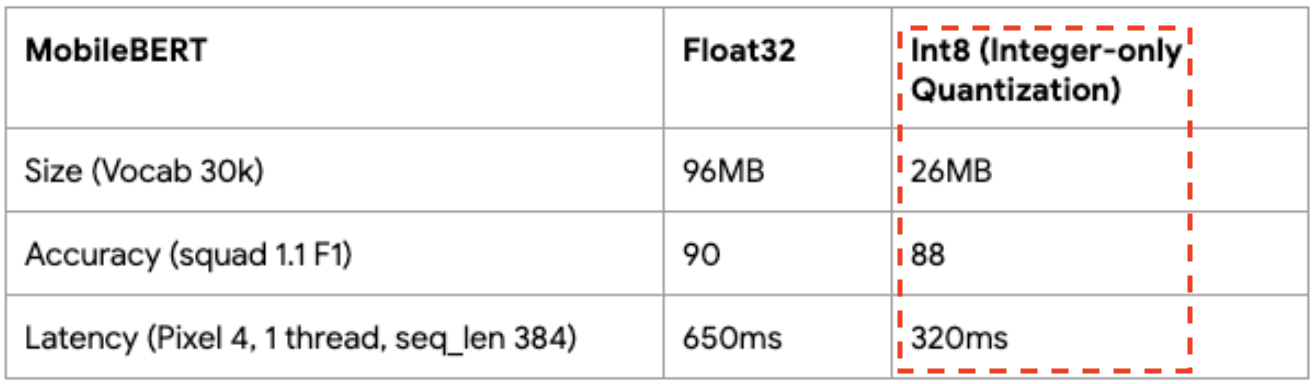 MobileBERT Float32 Int8 (Integer-only
Quantization)
Size (Vocab 30k) 96MB 26MB
Accuracy (squad 1.1 F1) 90 88
Latency (Pixel 4, 1 thread, seq_len 384) 650ms 320ms